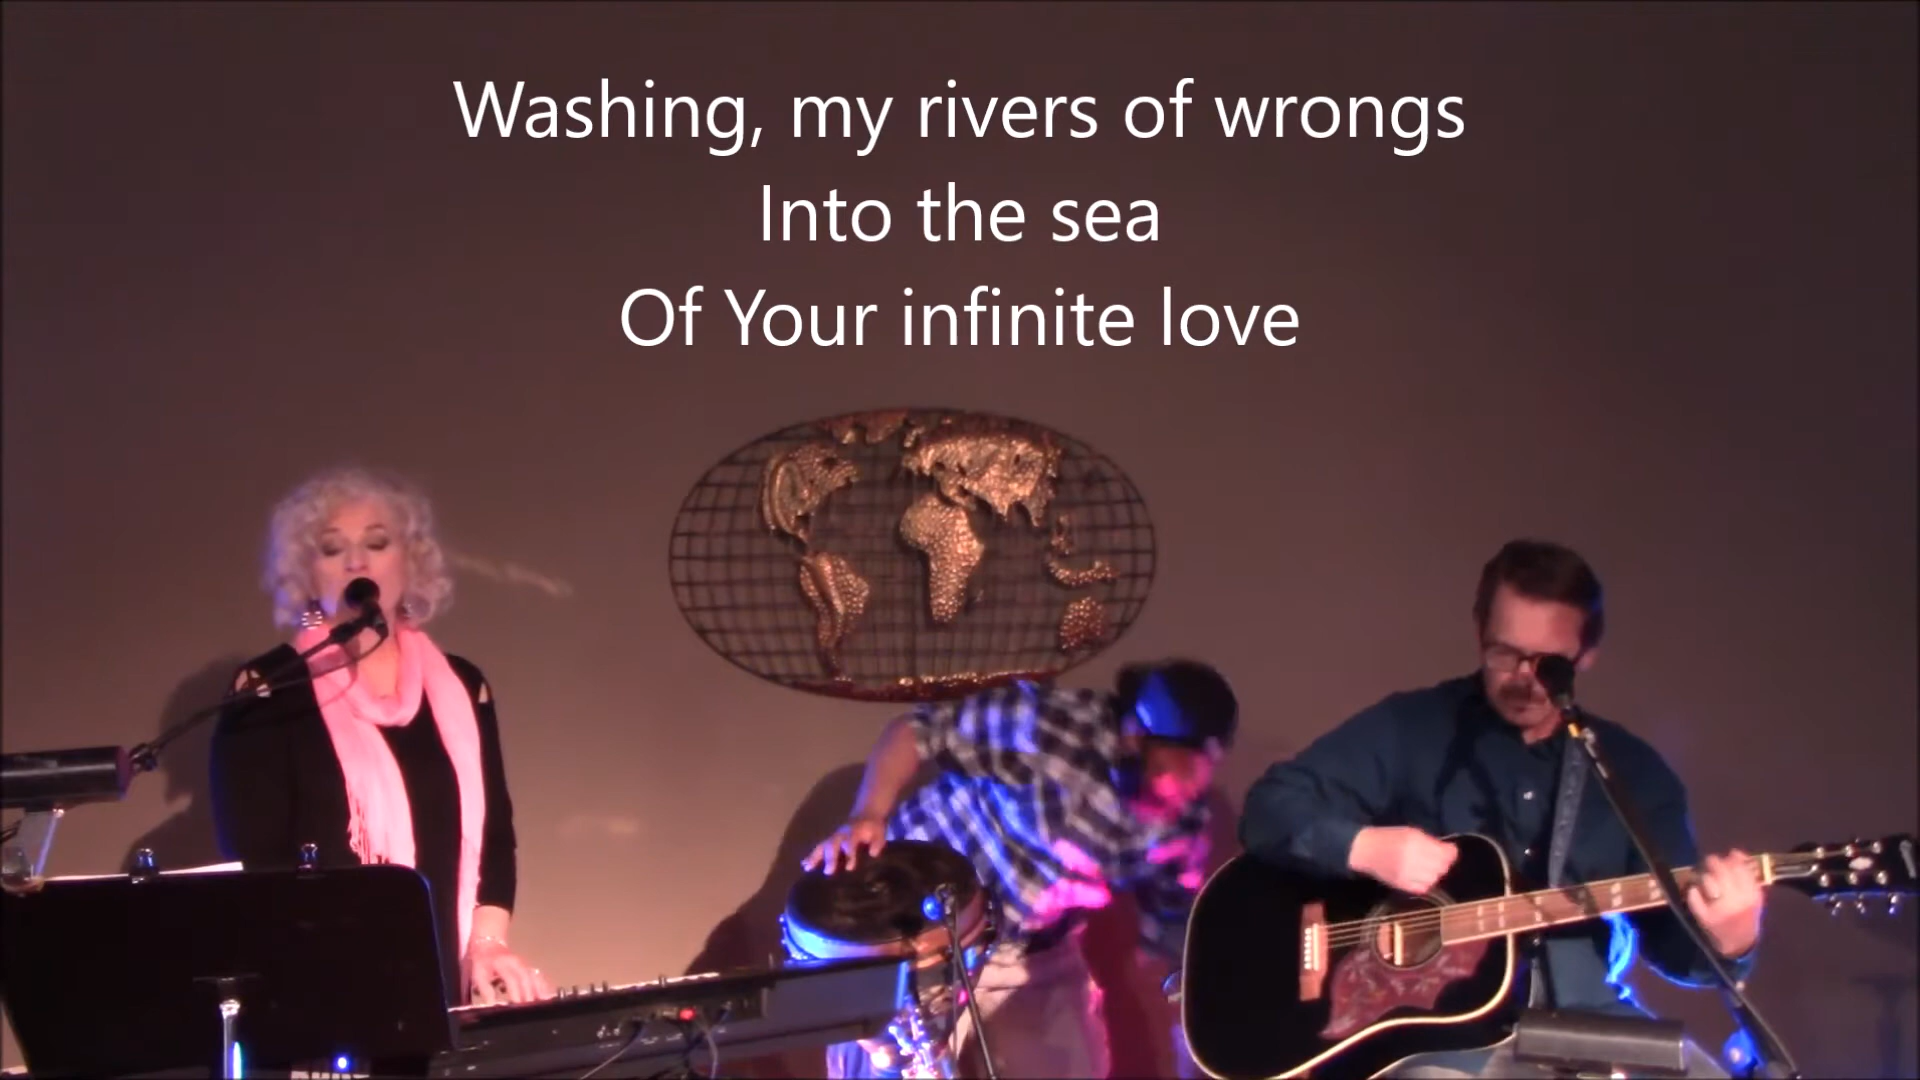 Washing, my rivers of wrongs
Into the sea
Of Your infinite love